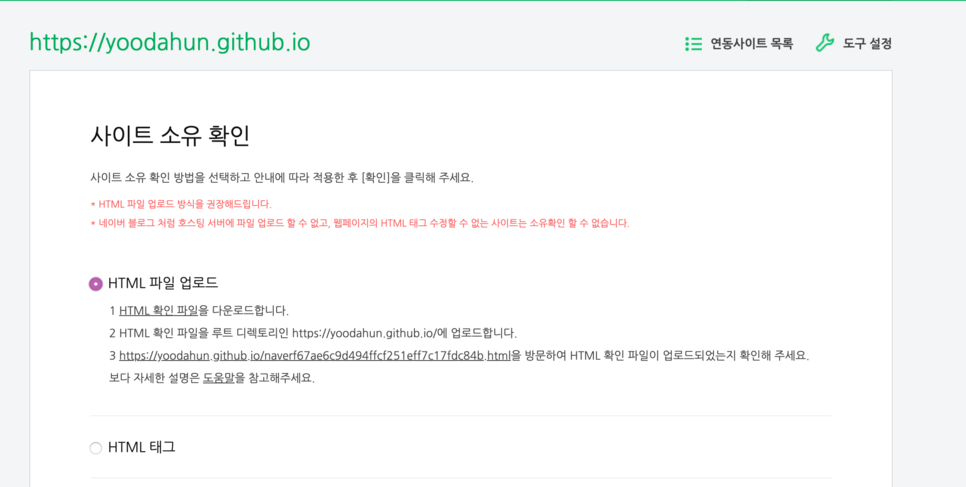 https://yoodahun.github.io
연동사이트 목록
도구 설정
사이트 소유 확인
사이트 소유 확인 방법을 선택하고 안내에 따라 적용한 후 [확인]을 클릭해 주세요.
* HTML 파일 업로드 방식을 권장해드립니다.
* 네이버 블로그 처럼 호스팅 서버에 파일 업로드 할 수 없고, 웹페이지의 HTML 태그 수정할 수 없는 사이트는 소유확인 할 수 없습니다.
HTML 파일 업로드
1 HTML 확인 파일을 다운로드합니다.
2 HTML 확인 파일을 루트 디렉토리인 https://yoodahun.github.io/에 업로드합니다.
3 https://yoodahun.github.io/naverf67ae6c9d494ffcf251eff7c17fdc84b.html을 방문하여 HTML 확인 파일이 업로드되었는지 확인해 주세요.
보다 자세한 설명은 도움말을 참고해주세요.
HTML 태그